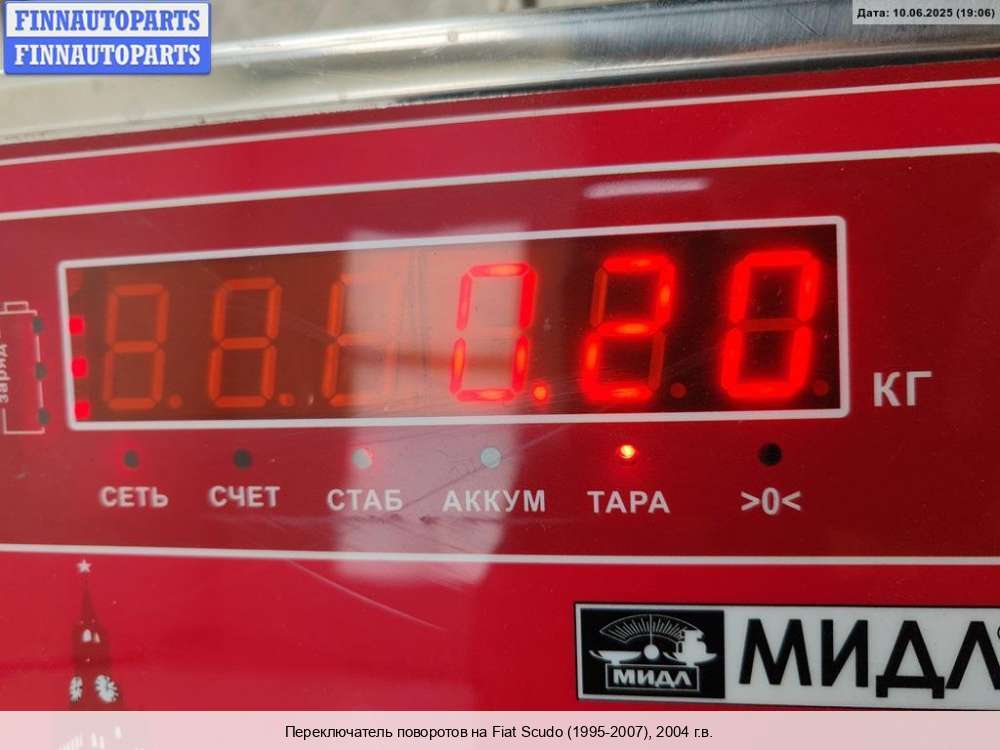 FINNAUTOPARTS
FINNAUTOPARTS
Дата: 10.06.2025 (19:06)
заряд
0.20
КГ
СЕТЬ СЧЕТ СТАБ АККУМ ТАРА >0<
МИДЛ
МИДЛ
Переключатель поворотов на Fiat Scudo (1995-2007), 2004 г.в.